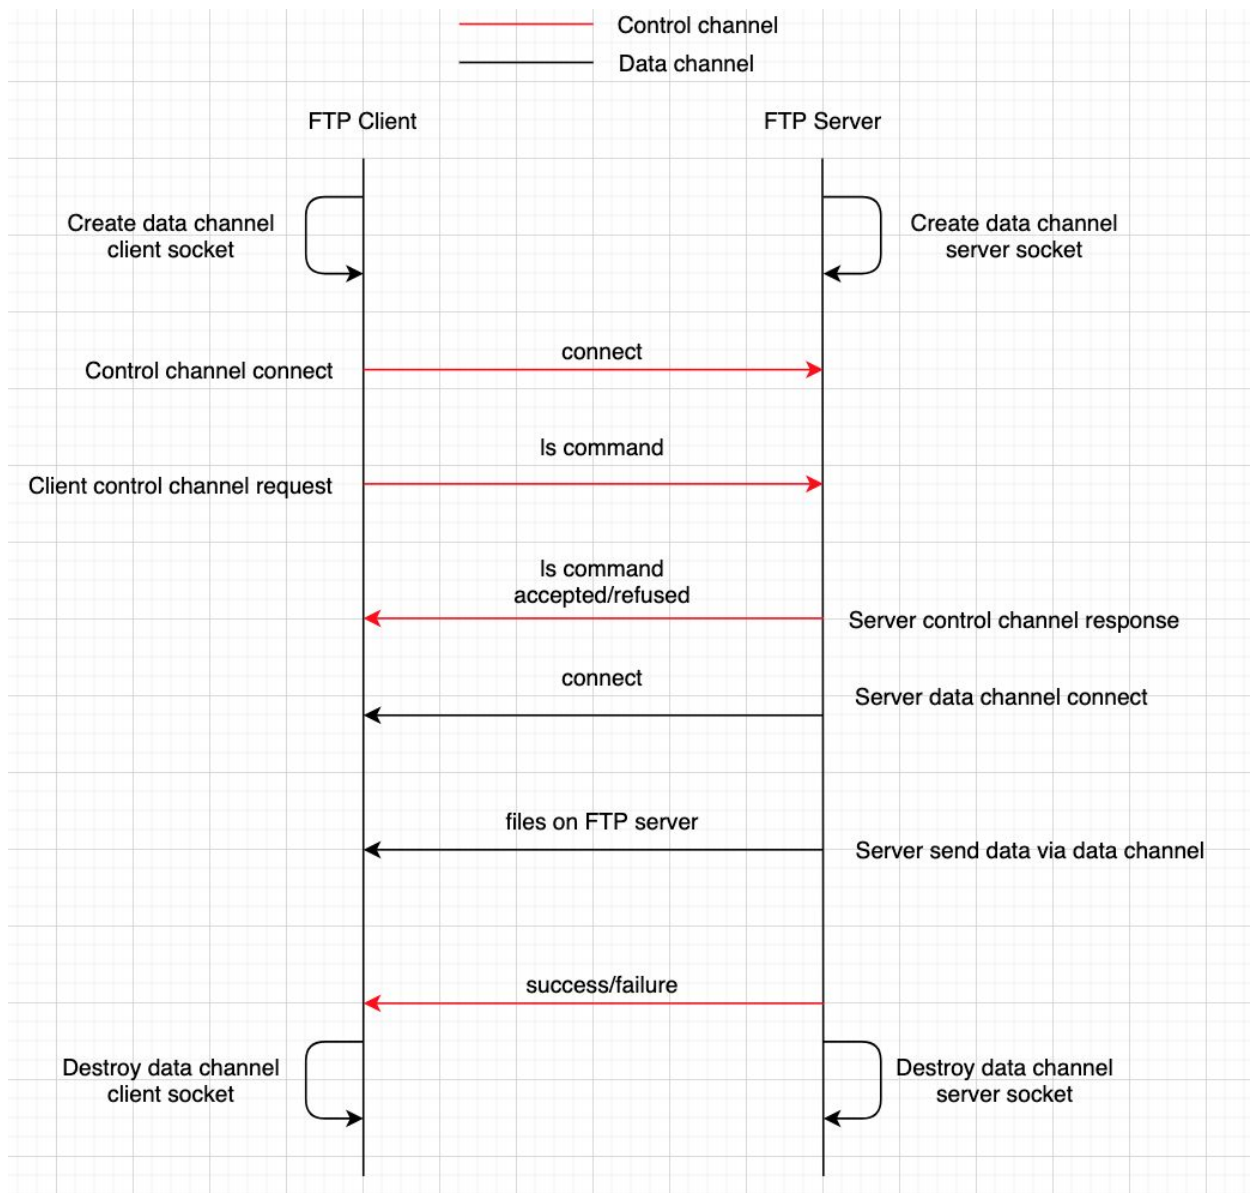 Control channel
Data channel
FTP Client
FTP Server
Create data channel
client socket
Create data channel
server socket
connect
Control channel connect
ls command
Client control channel request
ls command
accepted/refused
Server control channel response
connect
Server data channel connect
files on FTP server
Server send data via data channel
success/failure
Destroy data channel
client socket
Destroy data channel
server socket